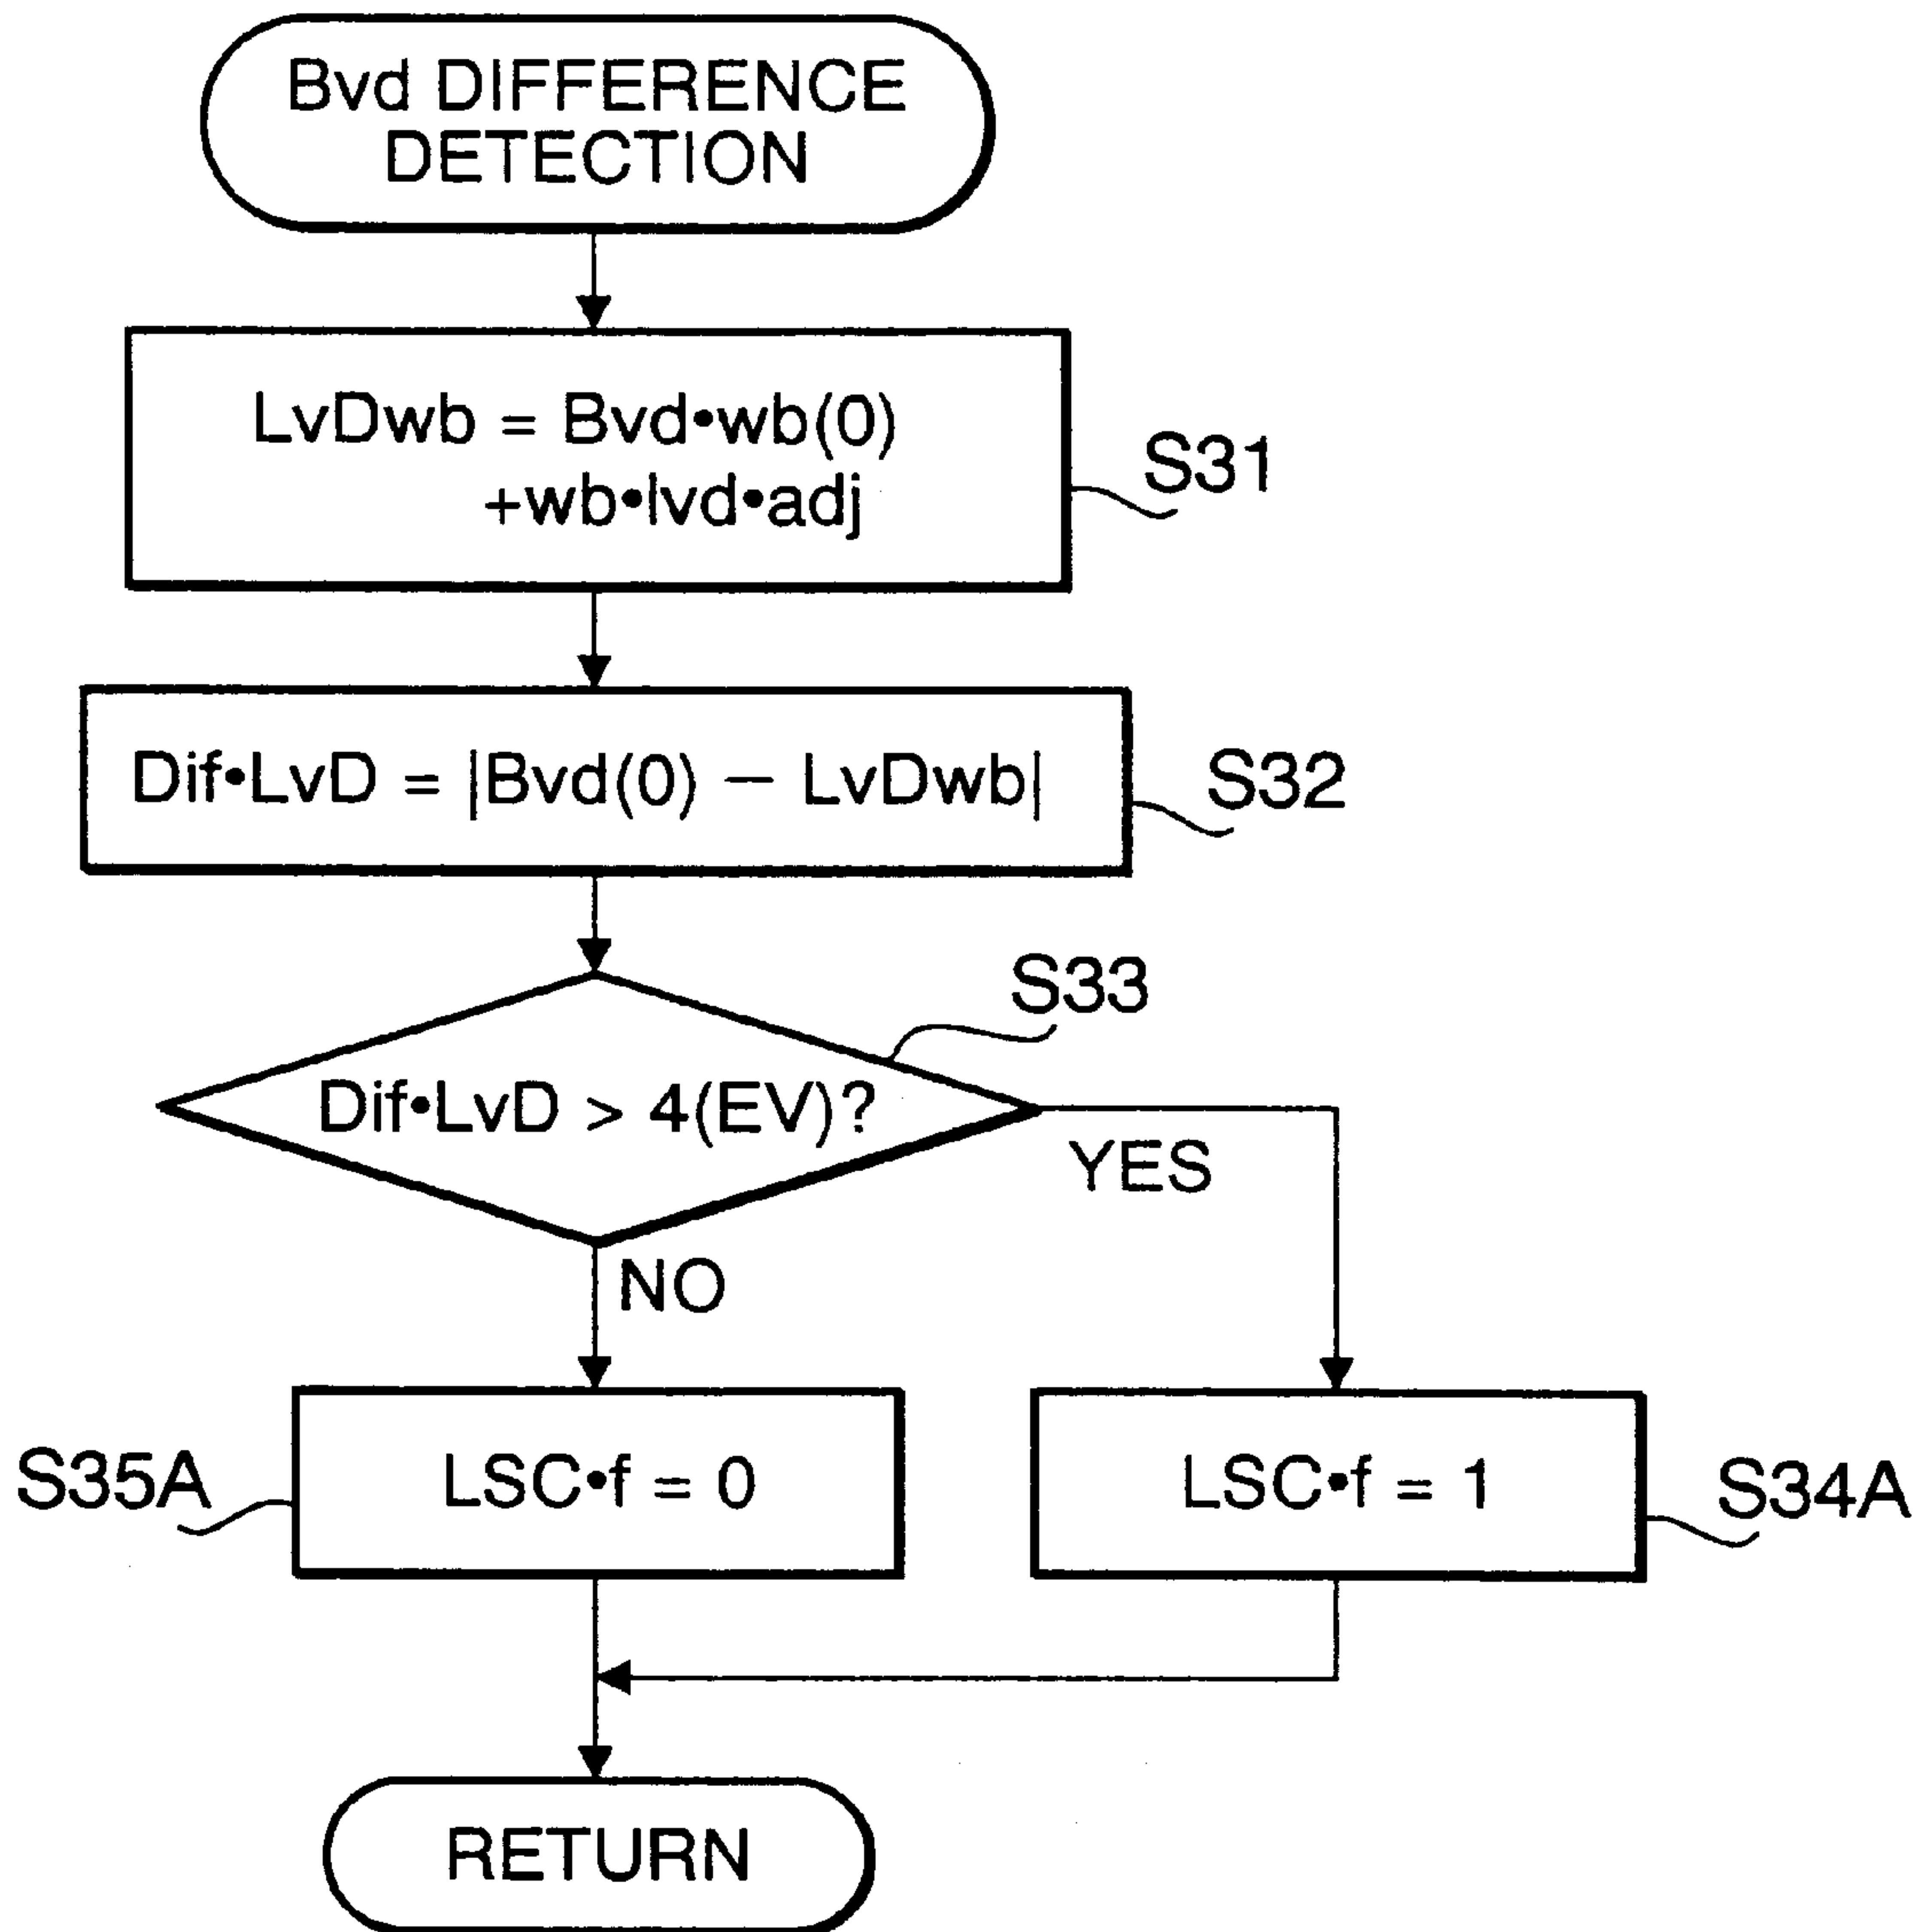 Bvd DIFFERENCE
DETECTION
LvDwb = Bvd•wb(0)
+wb•lvd•adj
S31
Dif•LvD = |Bvd(0) − LvDwb|
S32
S33
Dif•LvD > 4(EV)?
YES
NO
S35A
LSC•f = 0
LSC•f = 1
S34A
RETURN